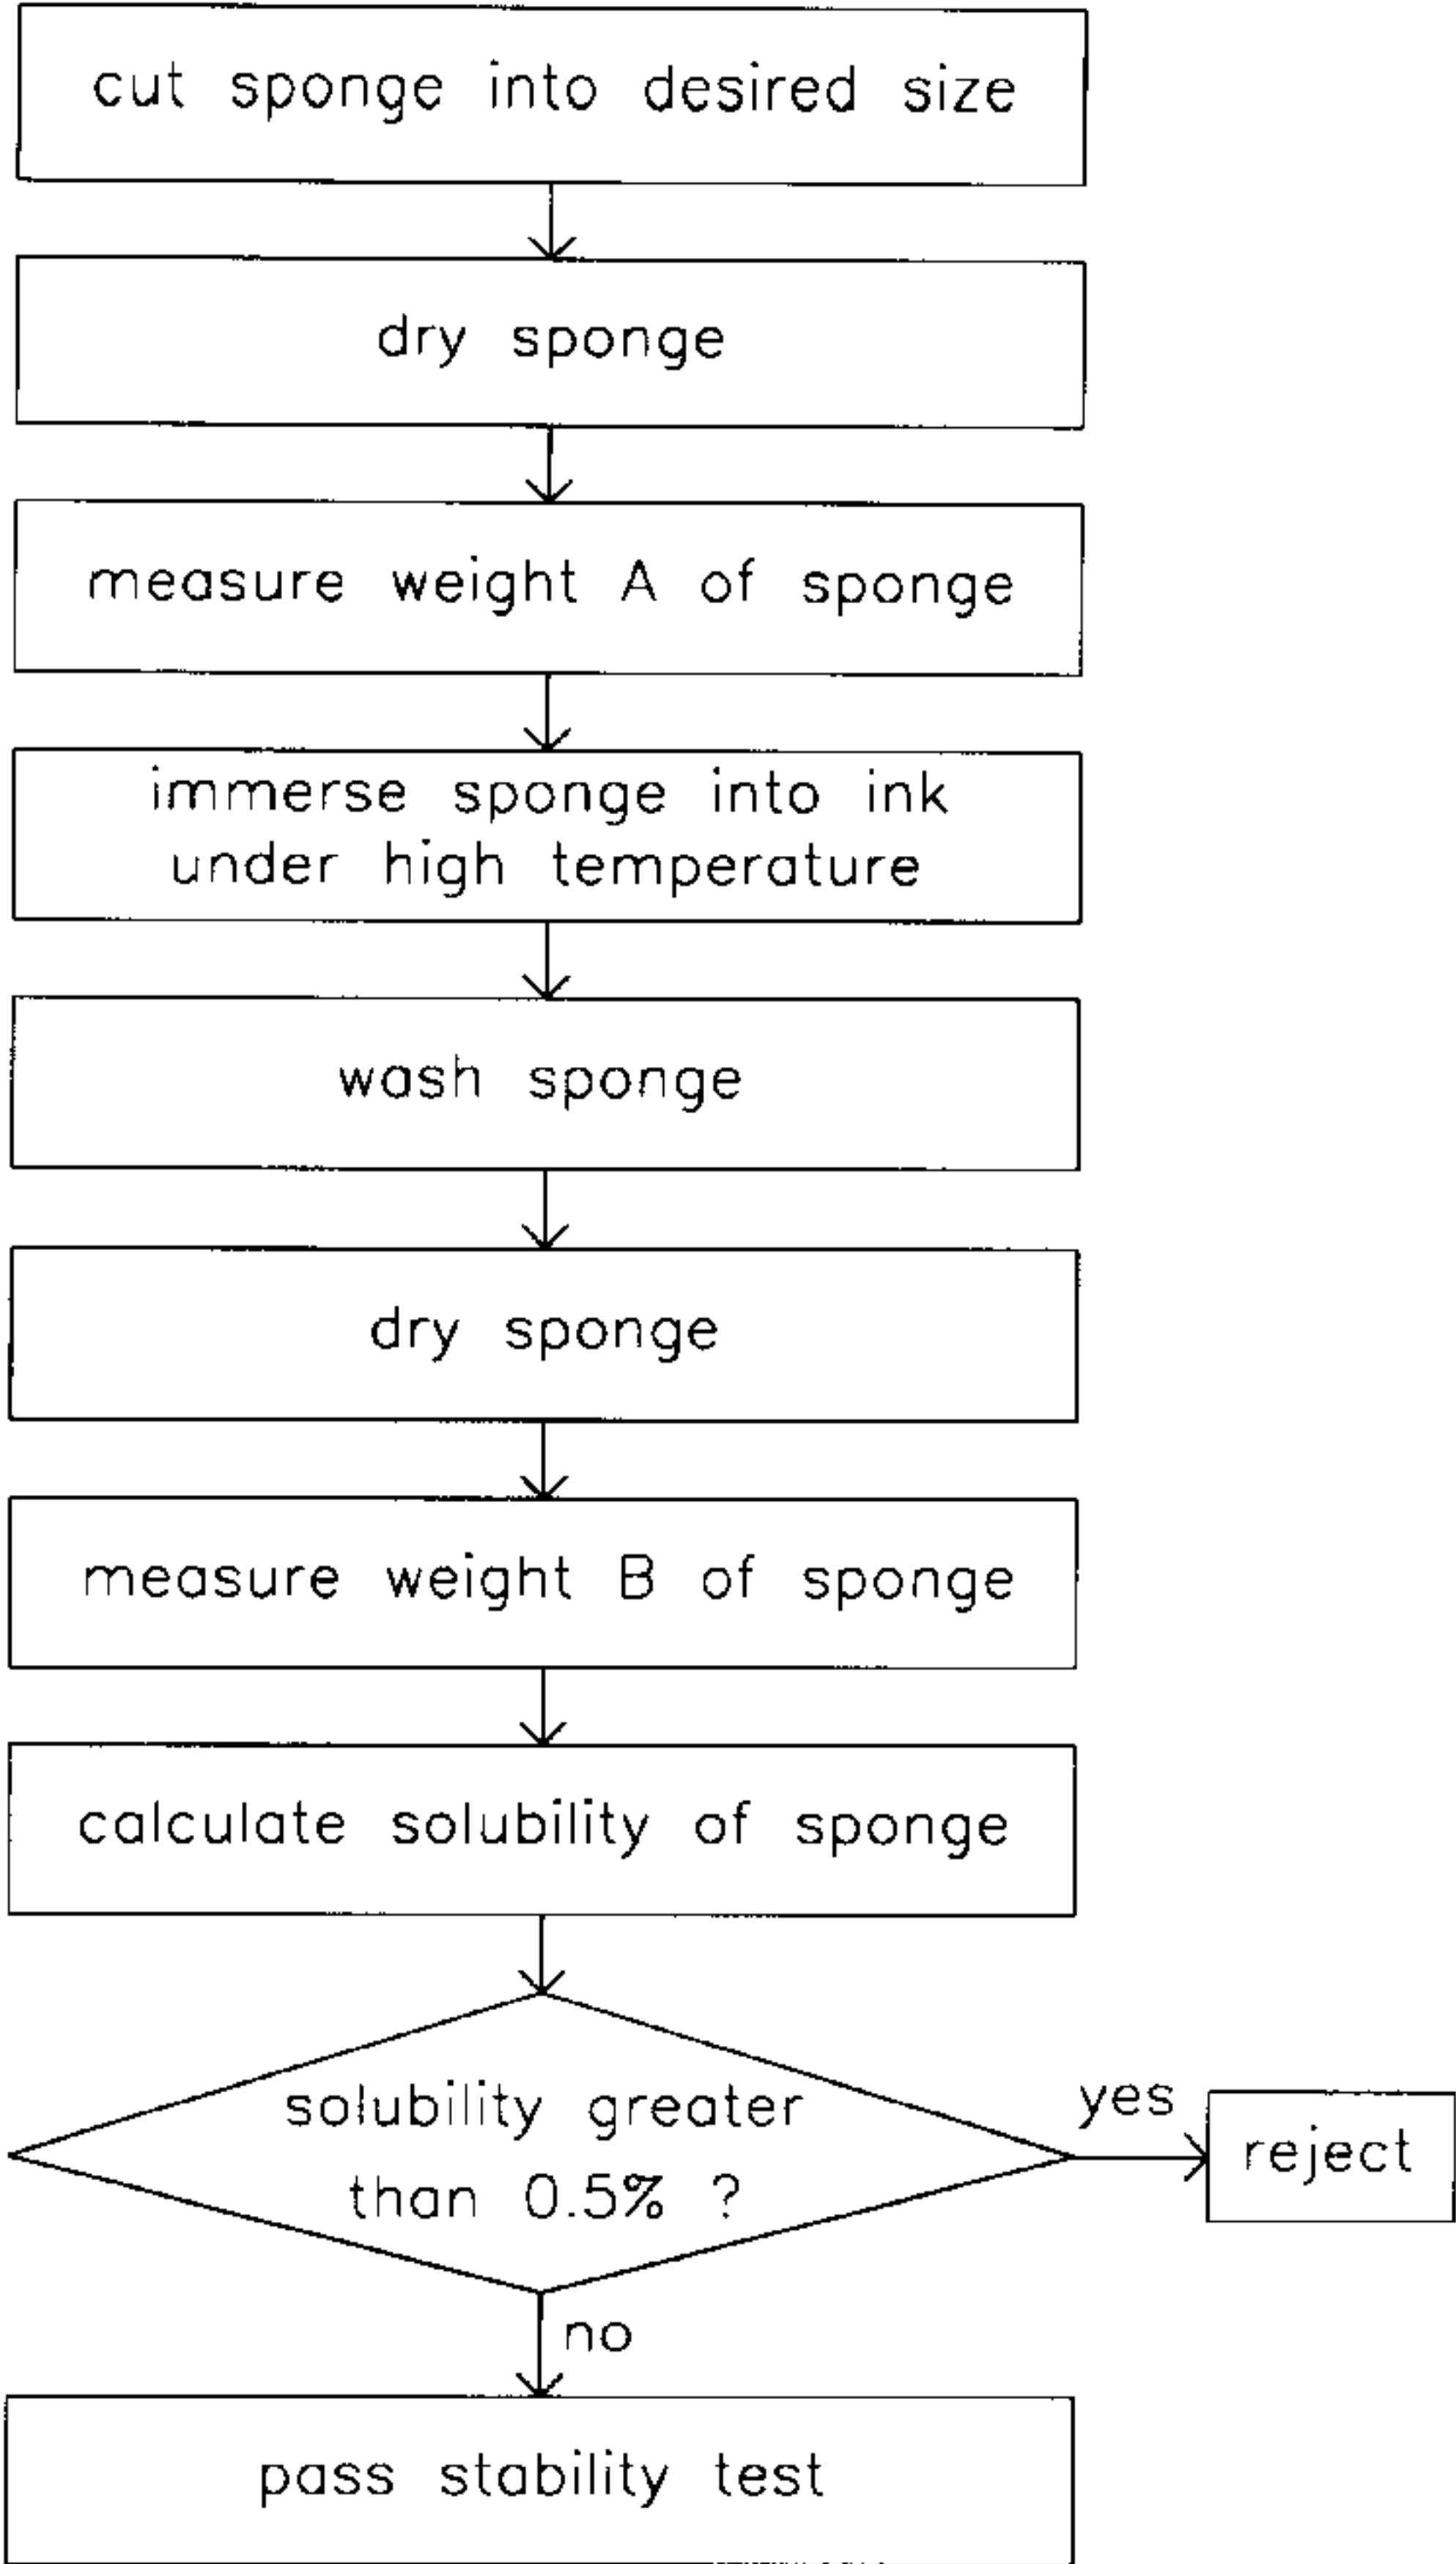 cut sponge into desired size
dry sponge
measure weight A of sponge
immerse sponge into ink
under high temperature
wash sponge
dry sponge
measure weight B of sponge
calculate solubility of sponge
solubility greater
than 0.5% ?
yes
reject
no
pass stability test